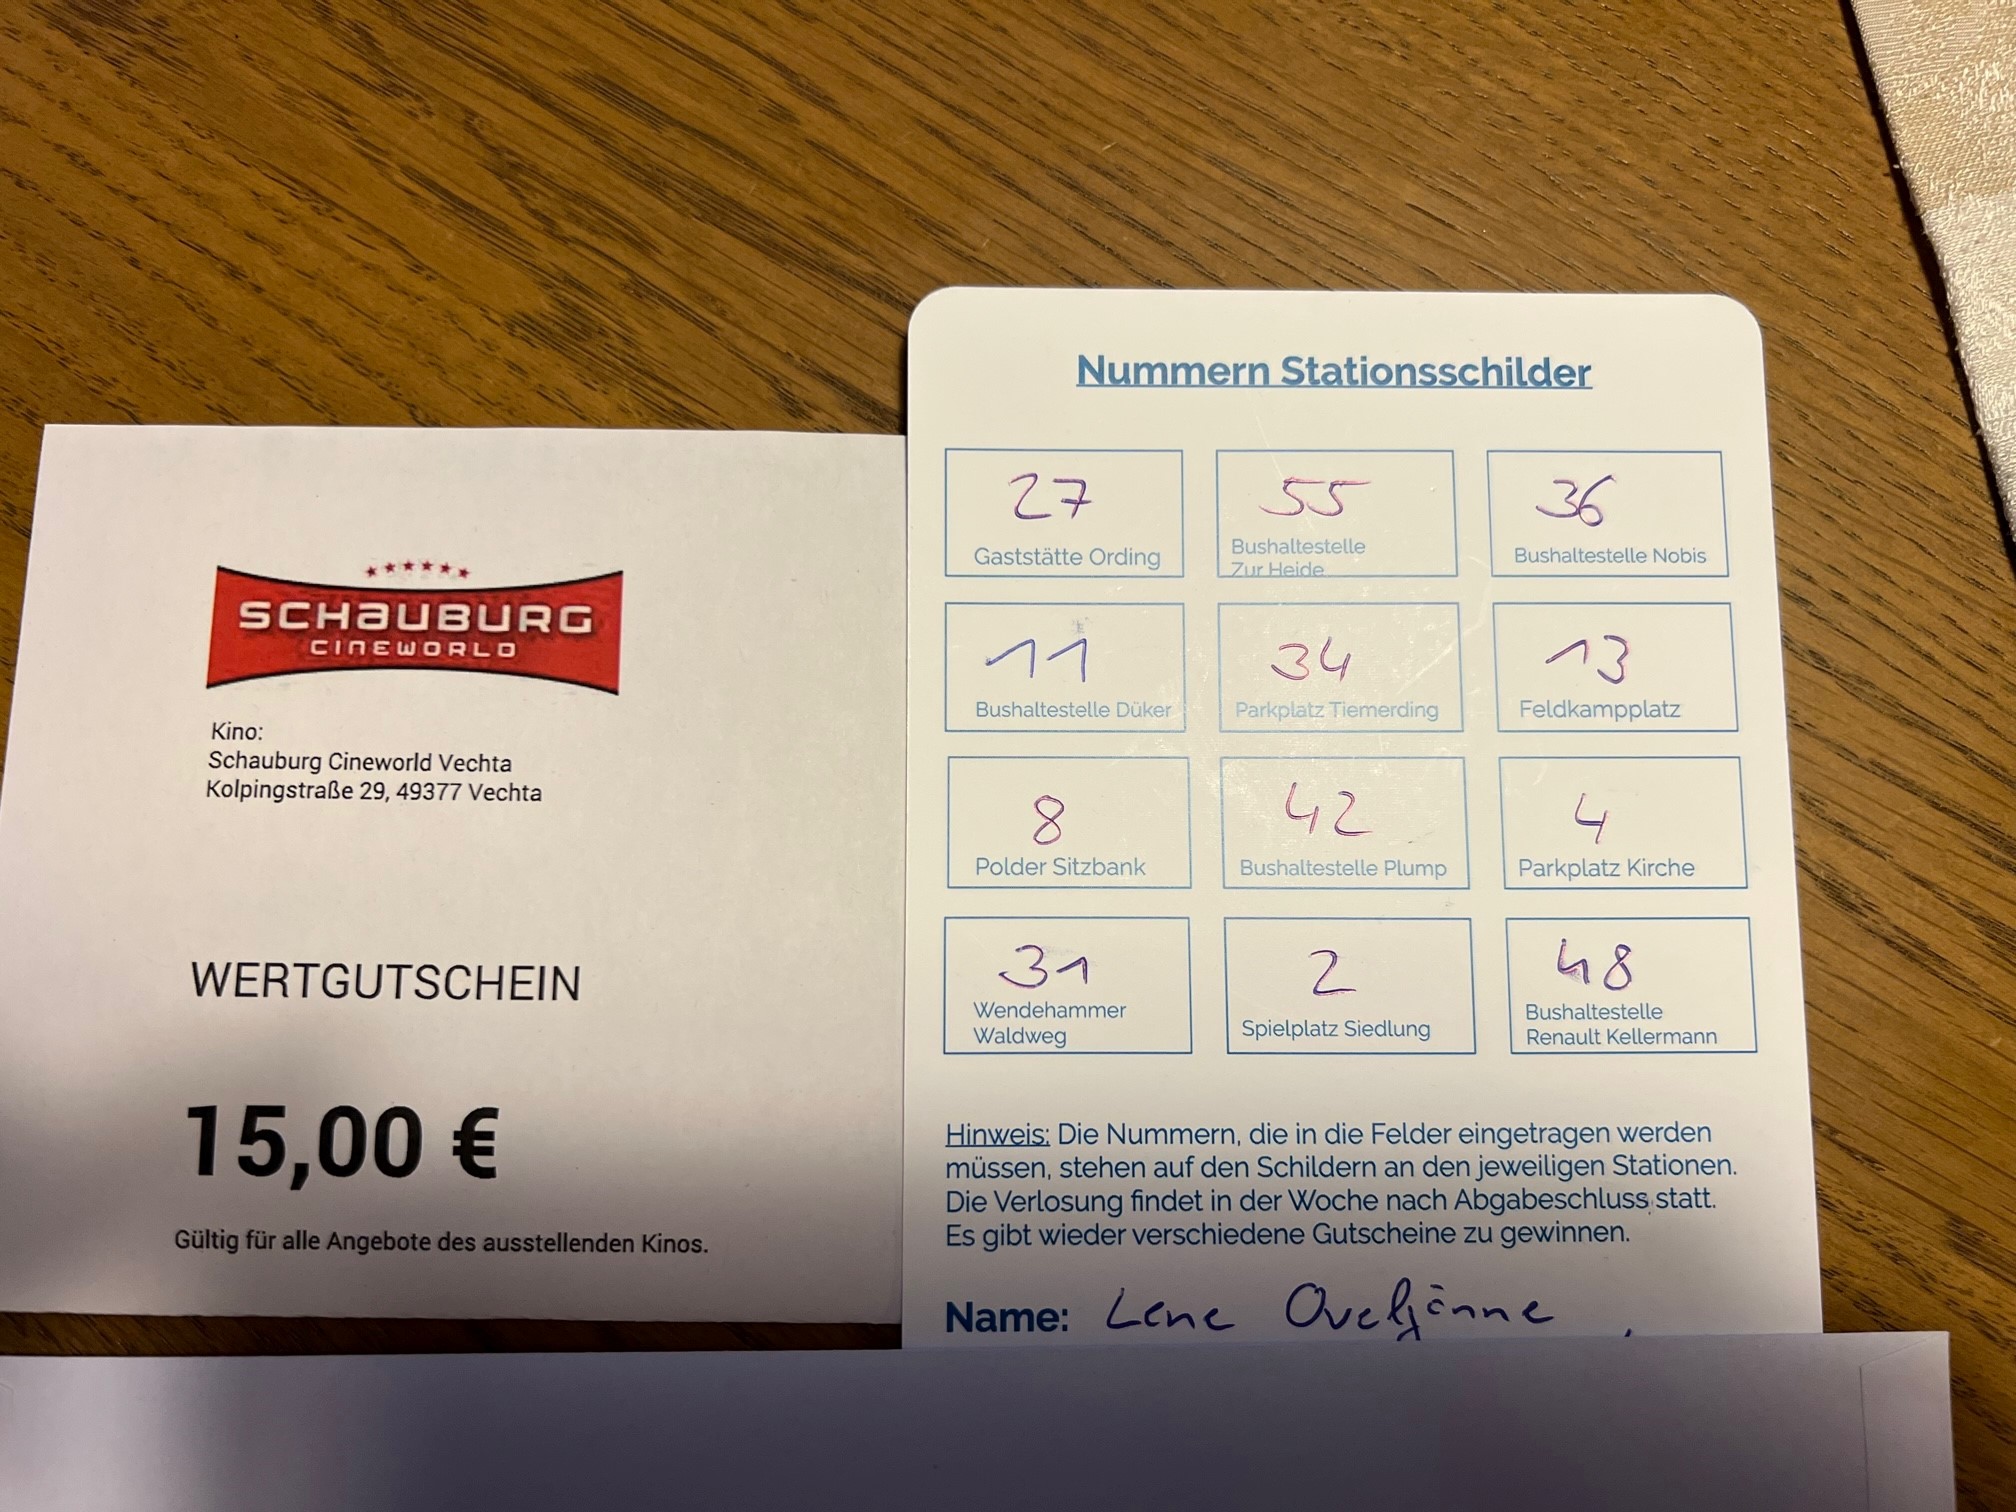 SCHAUBURG
CINEWORLD
Kino:
Schauburg Cineworld Vechta
Kolpingstraße 29, 49377 Vechta
WERTGUTSCHEIN
15,00 €
Gültig für alle Angebote des ausstellenden Kinos.
Nummern Stationsschilder
27
Gaststätte Ording
55
Bushaltestelle
Zur Heide
36
Bushaltestelle Nobis
11
Bushaltestelle Düker
34
Parkplatz Tiemerding
13
Feldkampplatz
8
Polder Sitzbank
42
Bushaltestelle Plump
4
Parkplatz Kirche
31
Wendehammer
Waldweg
2
Spielplatz Siedlung
48
Bushaltestelle
Renault Kellermann
Hinweis: Die Nummern, die in die Felder eingetragen werden
müssen, stehen auf den Schildern an den jeweiligen Stationen.
Die Verlosung findet in der Woche nach Abgabeschluss statt.
Es gibt wieder verschiedene Gutscheine zu gewinnen.
Name: Lene